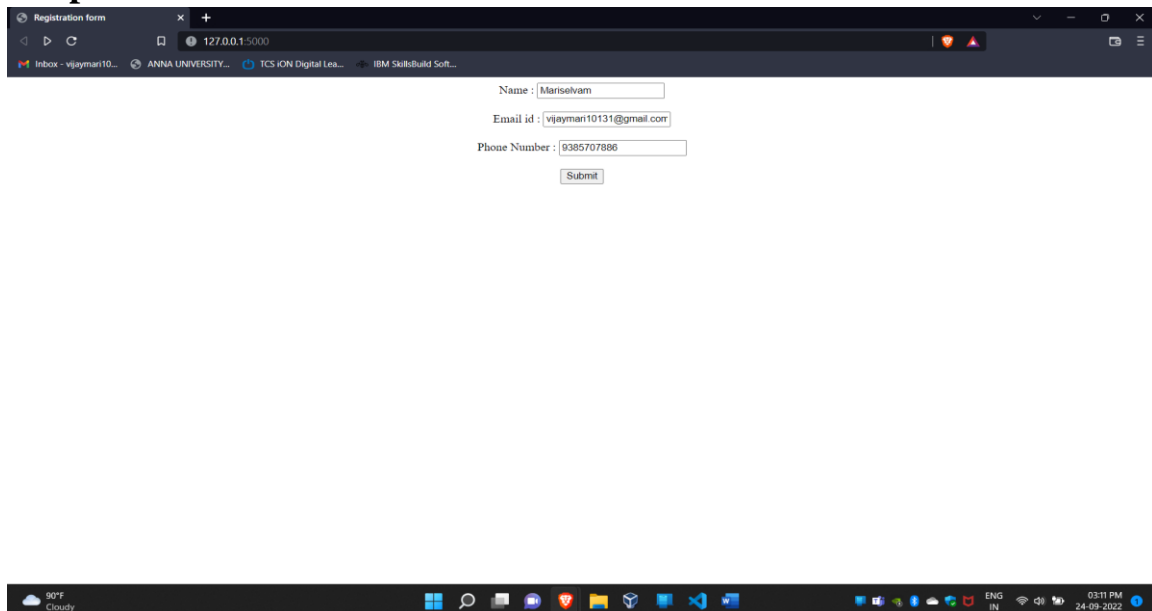 Registration form
127.0.0.1:5000
Inbox - vijaymari10... ANNA UNIVERSITY... TCS iON Digital Lea... IBM SkillsBuild Soft...
Name : Mariselvam
Email id : vijaymari10131@gmail.com
Phone Number : 9385707886
Submit
90°F
Cloudy
ENG
IN
03:11 PM
24-09-2022
1